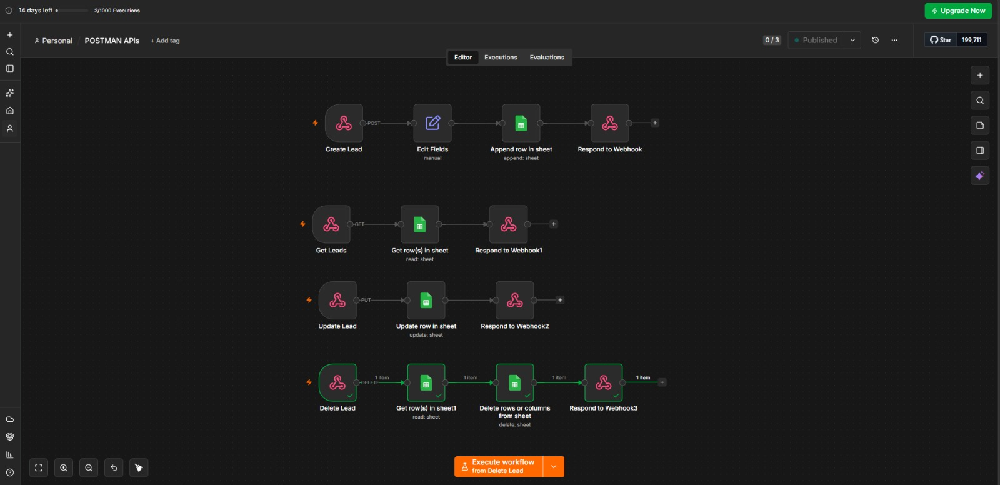 14 days left
3/1000 Executions
Upgrade Now
Personal / POSTMAN APIs + Add tag
0 / 3
Published
Star 199,711
Editor Executions Evaluations
POST
Create Lead
Edit Fields
manual
Append row in sheet
append: sheet
Respond to Webhook
GET
Get Leads
Get row(s) in sheet
read: sheet
Respond to Webhook1
PUT
Update Lead
Update row in sheet
update: sheet
Respond to Webhook2
1 item
1 item
1 item
1 item
DELETE
Delete Lead
Get row(s) in sheet1
read: sheet
Delete rows or columns
from sheet
delete: sheet
Respond to Webhook3
Execute workflow
from Delete Lead